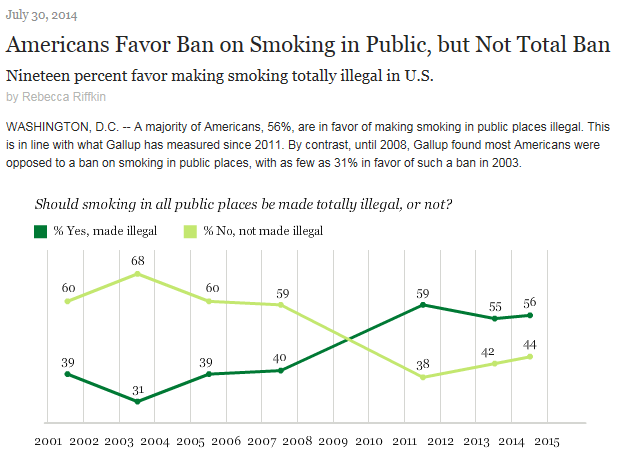 July 30, 2014
Americans Favor Ban on Smoking in Public, but Not Total Ban
Nineteen percent favor making smoking totally illegal in U.S.
by Rebecca Riffkin
WASHINGTON, D.C. -- A majority of Americans, 56%, are in favor of making smoking in public places illegal. This
is in line with what Gallup has measured since 2011. By contrast, until 2008, Gallup found most Americans were
opposed to a ban on smoking in public places, with as few as 31% in favor of such a ban in 2003.
Should smoking in all public places be made totally illegal, or not?
% Yes, made illegal % No, not made illegal
60 68 60 59 59 55 56
39 31 39 40 38 42 44
2001 2002 2003 2004 2005 2006 2007 2008 2009 2010 2011 2012 2013 2014 2015